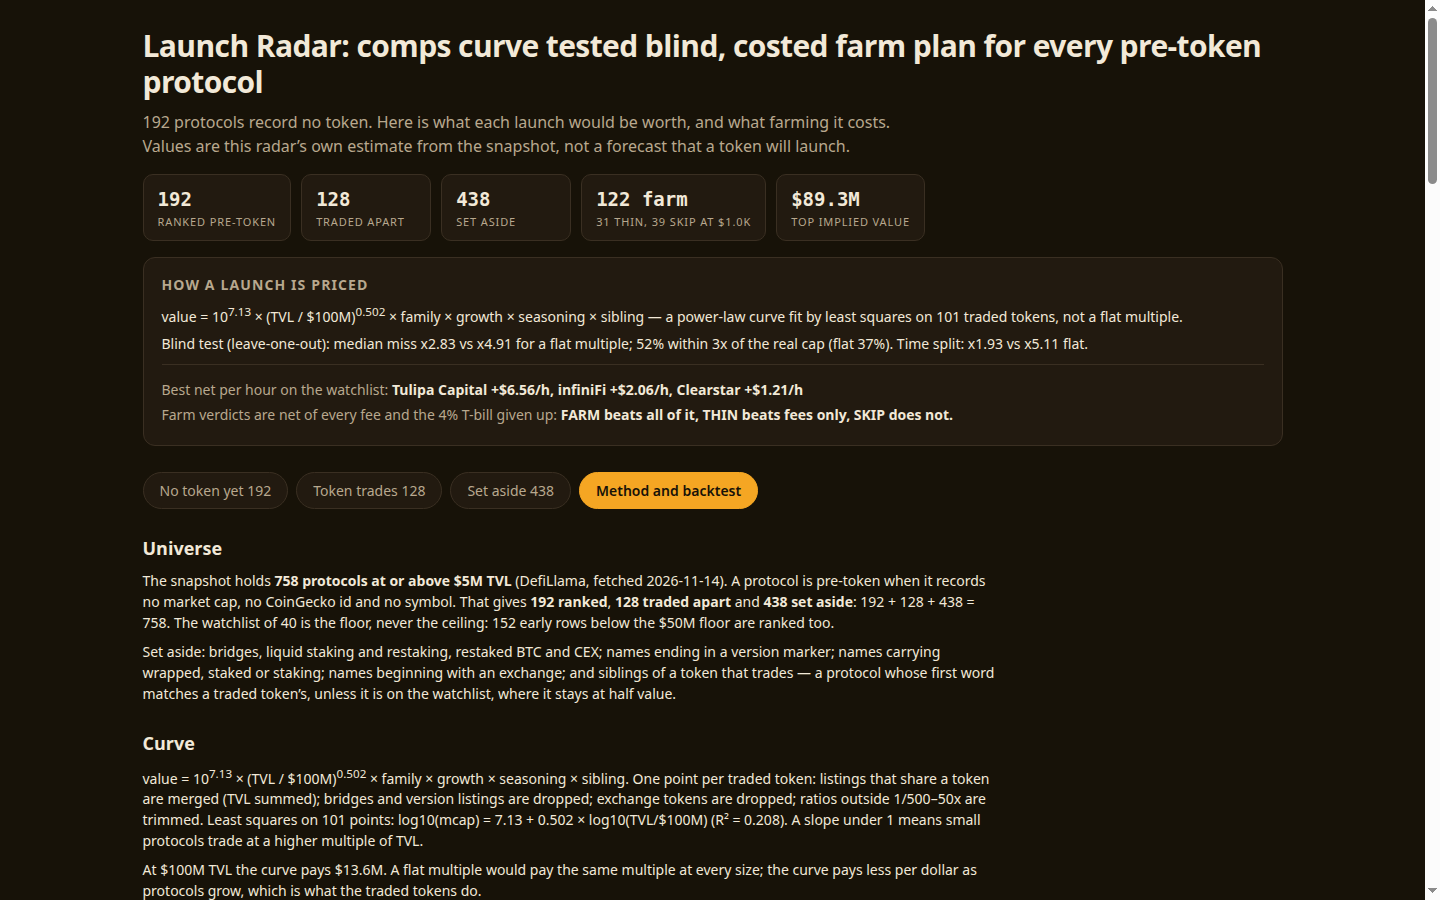 Launch Radar: comps curve tested blind, costed farm plan for every pre-token
protocol
192 protocols record no token. Here is what each launch would be worth, and what farming it costs.
Values are this radar’s own estimate from the snapshot, not a forecast that a token will launch.
192
RANKED PRE-TOKEN
128
TRADED APART
438
SET ASIDE
122 farm
31 THIN, 39 SKIP AT $1.0K
$89.3M
TOP IMPLIED VALUE
HOW A LAUNCH IS PRICED
value = 10^7.13 × (TVL / $100M)^0.502 × family × growth × seasoning × sibling — a power-law curve fit by least squares on 101 traded tokens, not a flat multiple.
Blind test (leave-one-out): median miss x2.83 vs x4.91 for a flat multiple; 52% within 3x of the real cap (flat 37%). Time split: x1.93 vs x5.11 flat.
Best net per hour on the watchlist: Tulipa Capital +$6.56/h, infiniFi +$2.06/h, Clearstar +$1.21/h
Farm verdicts are net of every fee and the 4% T-bill given up: FARM beats all of it, THIN beats fees only, SKIP does not.
No token yet 192
Token trades 128
Set aside 438
Method and backtest
Universe
The snapshot holds 758 protocols at or above $5M TVL (DefiLlama, fetched 2026-11-14). A protocol is pre-token when it records
no market cap, no CoinGecko id and no symbol. That gives 192 ranked, 128 traded apart and 438 set aside: 192 + 128 + 438 =
758. The watchlist of 40 is the floor, never the ceiling: 152 early rows below the $50M floor are ranked too.
Set aside: bridges, liquid staking and restaking, restaked BTC and CEX; names ending in a version marker; names carrying
wrapped, staked or staking; names beginning with an exchange; and siblings of a token that trades — a protocol whose first word
matches a traded token’s, unless it is on the watchlist, where it stays at half value.
Curve
value = 10^7.13 × (TVL / $100M)^0.502 × family × growth × seasoning × sibling. One point per traded token: listings that share a token
are merged (TVL summed); bridges and version listings are dropped; exchange tokens are dropped; ratios outside 1/500–50x are
trimmed. Least squares on 101 points: log10(mcap) = 7.13 + 0.502 × log10(TVL/$100M) (R² = 0.208). A slope under 1 means small
protocols trade at a higher multiple of TVL.
At $100M TVL the curve pays $13.6M. A flat multiple would pay the same multiple at every size; the curve pays less per dollar as
protocols grow, which is what the traded tokens do.